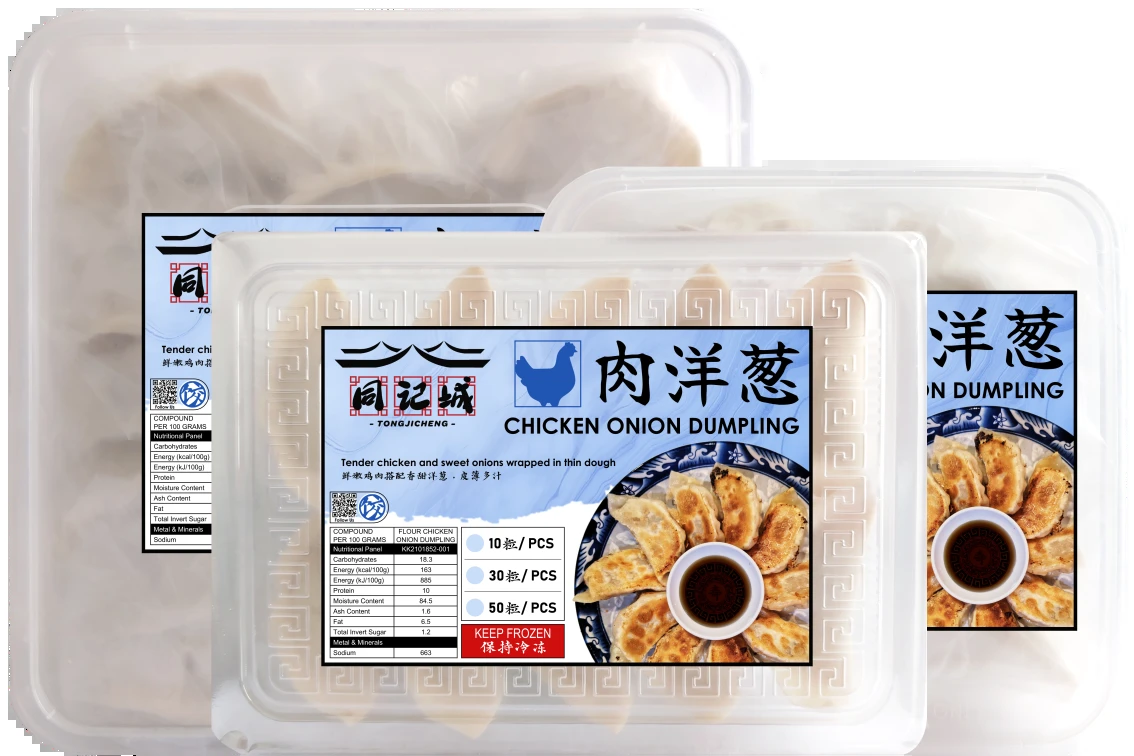 同
- TO
Tender chi
鲜嫩鸡肉搭
Follow Us
COMPOUND
PER 100 GRAMS
Nutritional Panel
Carbohydrates
Energy (kcal/100g)
Energy (kJ/100g)
Protein
Moisture Content
Ash Content
Fat
Total Invert Sugar
Metal & Minerals
Sodium
同记城
- TONGJICHENG -
肉洋葱
CHICKEN ONION DUMPLING
Tender chicken and sweet onions wrapped in thin dough
鲜嫩鸡肉搭配香甜洋葱．皮薄多汁
Follow Us
COMPOUND PER 100 GRAMS FLOUR CHICKEN ONION DUMPLING
Nutritional Panel KK2101852-001
Carbohydrates 18.3
Energy (kcal/100g) 163
Energy (kJ/100g) 885
Protein 10
Moisture Content 84.5
Ash Content 1.6
Fat 6.5
Total Invert Sugar 1.2
Metal & Minerals
Sodium 663
10粒/ PCS
30粒/ PCS
50粒/ PCS
KEEP FROZEN
保持冷冻
洋葱
ON DUMPLING